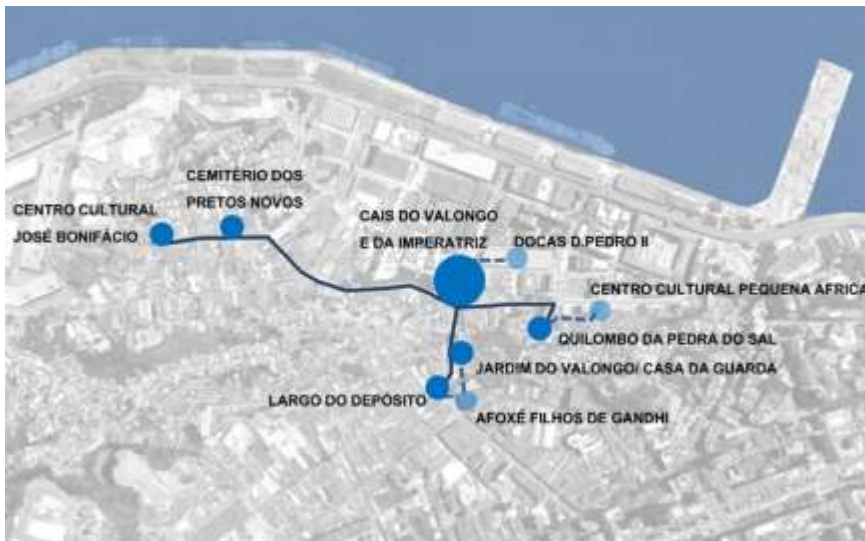 CEMITÉRIO DOS
PRETOS NOVOS
CENTRO CULTURAL
JOSÉ BONIFÁCIO
CAIS DO VALONGO
E DA IMPERATRIZ
DOCAS D.PEDRO II
CENTRO CULTURAL PEQUENA AFRICA
QUILOMBO DA PEDRA DO SAL
JARDIM DO VALONGO/ CASA DA GUARDA
LARGO DO DEPÓSITO
AFOXÉ FILHOS DE GANDHI